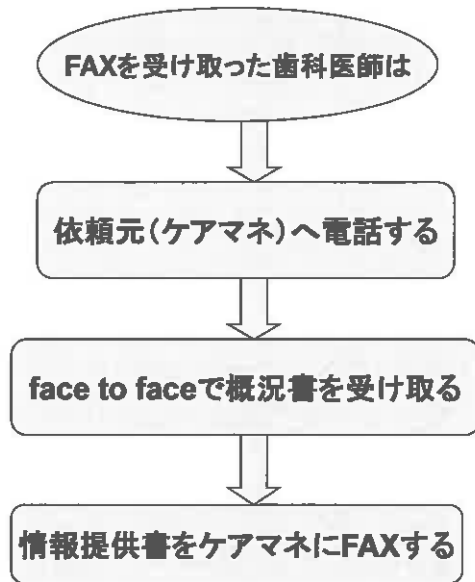 FAXを受け取った歯科医師は
依頼元（ケアマネ）へ電話する
face to faceで概況書を受け取る
情報提供書をケアマネにFAXする